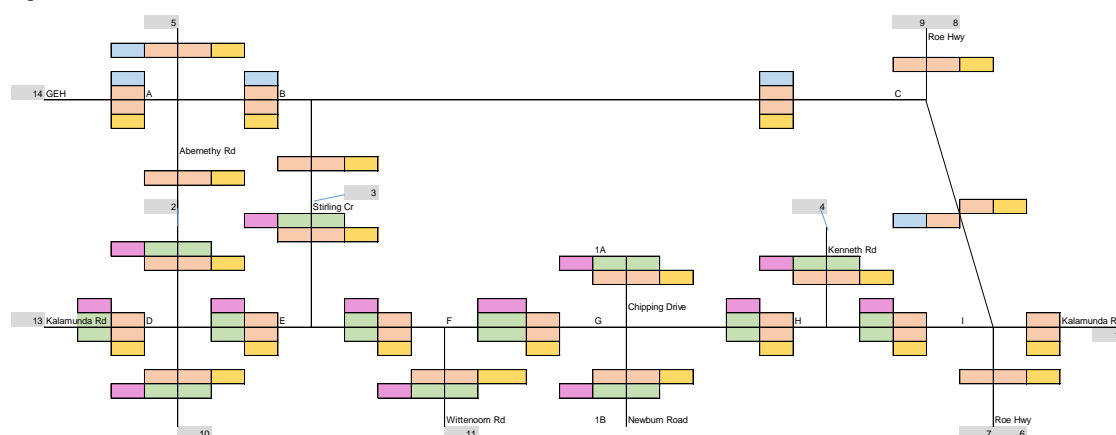 5
9 8
Roe Hwy
14 GEH A B C
Abernethy Rd
3
2 Stirling Cr 4
1A Kenneth Rd
Chipping Drive
13 Kalamunda Rd D E F G H I Kalamunda R
Wittenoom Rd 1B Newburn Road Roe Hwy
10 11 7 6